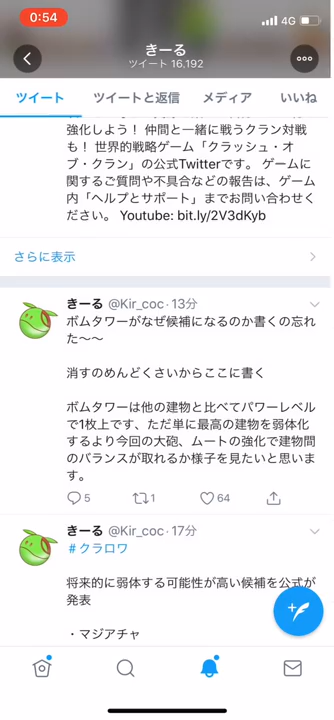 0:54
4G
きーる
ツイート 16,192
ツイート
ツイートと返信
メディア
いいね
強化しよう！ 仲間と一緒に戦うクラン対戦
も！ 世界的戦略ゲーム「クラッシュ・オ
ブ・クラン」の公式Twitterです。 ゲームに
関するご質問や不具合などの報告は、ゲーム
内「ヘルプとサポート」までお問い合わせく
ださい。 Youtube: bit.ly/2V3dKyb
さらに表示
きーる @Kir_coc・13分
ボムタワーがなぜ候補になるのか書くの忘れ
た〜〜
消すのめんどくさいからここに書く
ボムタワーは他の建物と比べてパワーレベル
で1枚上です、ただ単に最高の建物を弱体化
するより今回の大砲、ムートの強化で建物間
のバランスが取れるか様子を見たいと思いま
す。
5
1
64
きーる @Kir_coc・17分
#クラロワ
将来的に弱体する可能性が高い候補を公式が
発表
・マジアチャ